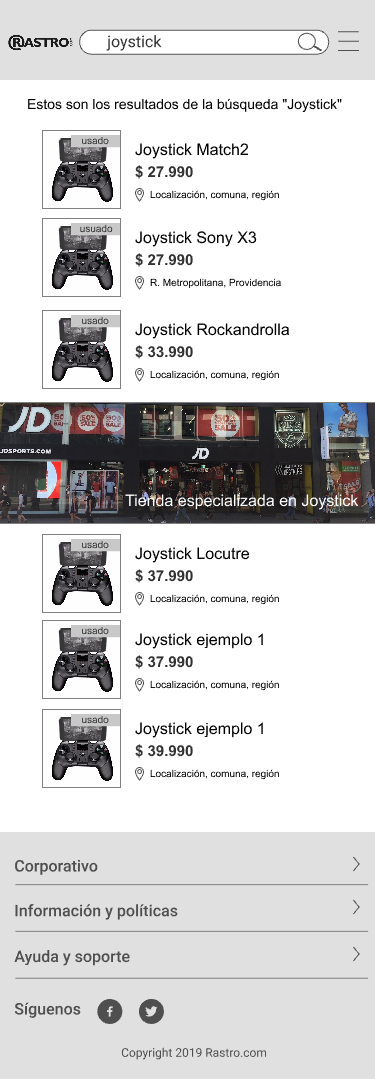 RASTRO
joystick
Estos son los resultados de la búsqueda "Joystick"
usado
Joystick Match2
$ 27.990
Localización, comuna, región
usuado
Joystick Sony X3
$ 27.990
R. Metropolitana, Providencia
usado
Joystick Rockandrolla
$ 33.990
Localización, comuna, región
JD
50% SALE
JDSPORTS.COM
JD
Tienda especialfzada en Joystick
usado
Joystick Locutre
$ 37.990
Localización, comuna, región
usado
Joystick ejemplo 1
$ 37.990
Localización, comuna, región
usado
Joystick ejemplo 1
$ 39.990
Localización, comuna, región
Corporativo
Información y políticas
Ayuda y soporte
Síguenos
Copyright 2019 Rastro.com